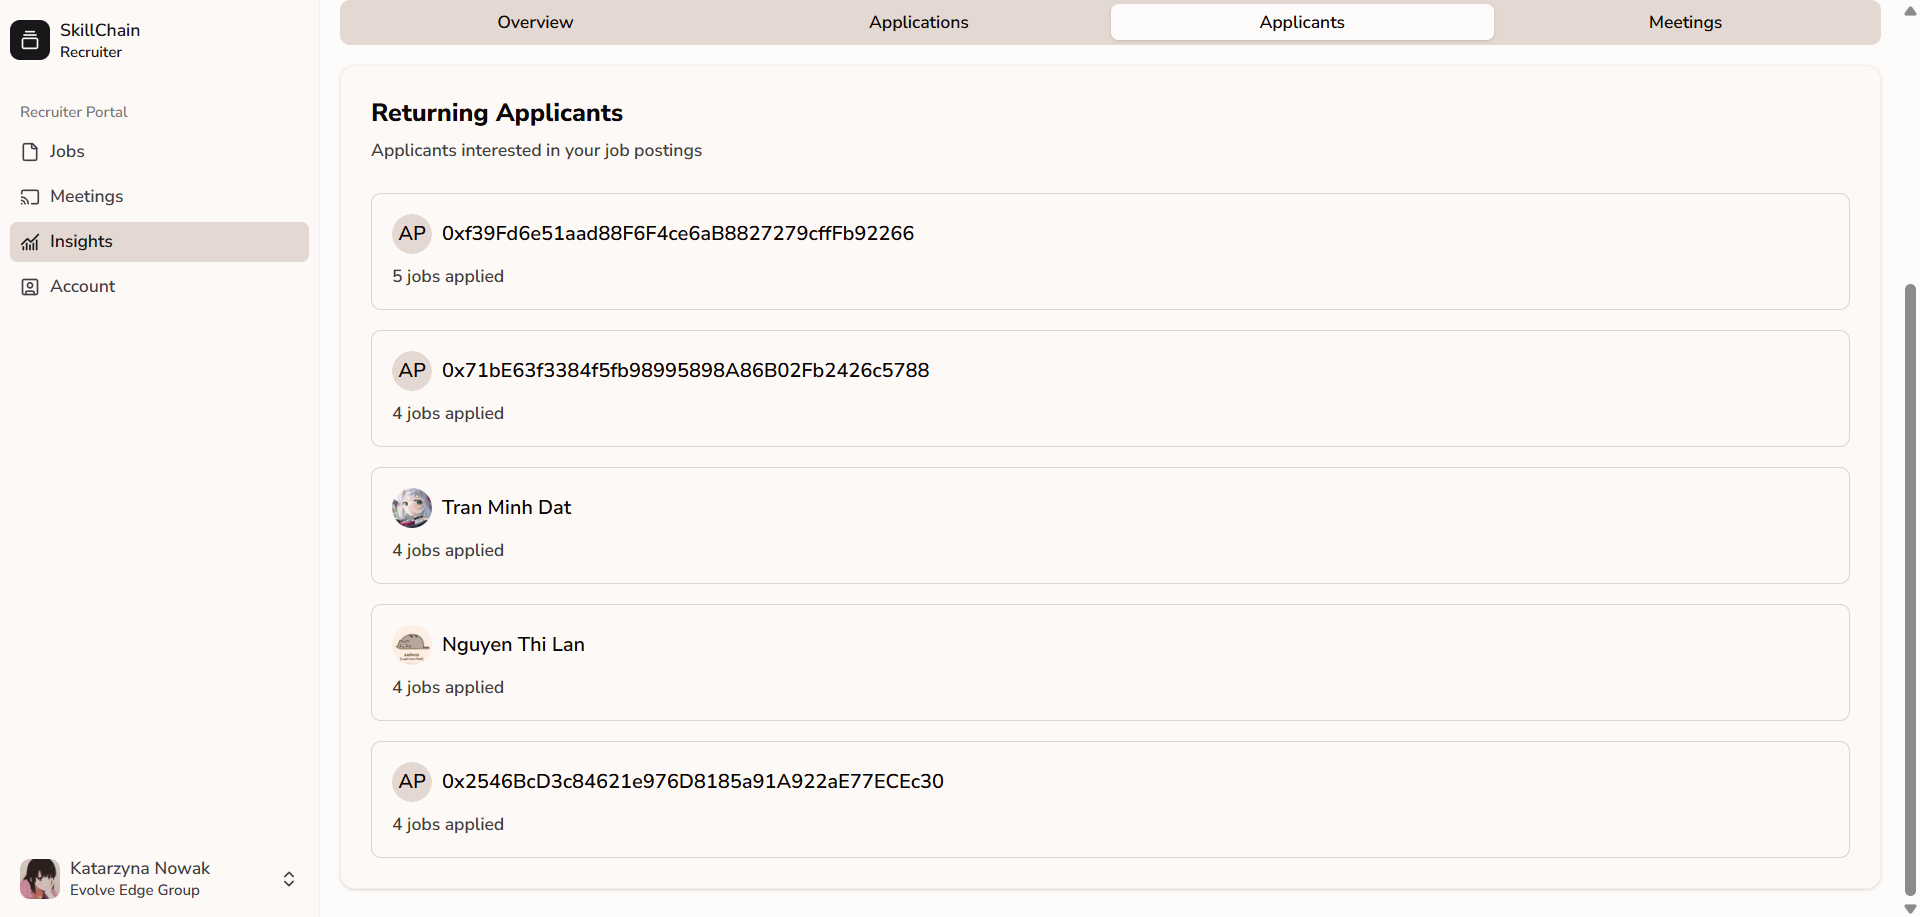 SkillChain
Recruiter
Recruiter Portal
Jobs
Meetings
Insights
Account
Katarzyna Nowak
Evolve Edge Group
Overview
Applications
Applicants
Meetings
Returning Applicants
Applicants interested in your job postings
AP
0xf39Fd6e51aad88F6F4ce6aB8827279cffFb92266
5 jobs applied
AP
0x71bE63f3384f5fb98995898A86B02Fb2426c5788
4 jobs applied
Tran Minh Dat
4 jobs applied
Nguyen Thi Lan
4 jobs applied
AP
0x2546BcD3c84621e976D8185a91A922aE77ECEc30
4 jobs applied